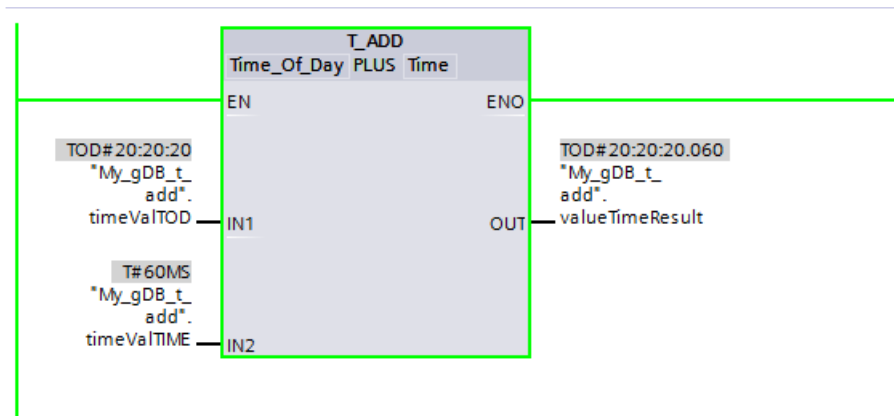 T_ADD
Time_Of_Day PLUS Time
EN ENO
TOD#20:20:20
"My_gDB_t_
add".
timeValTOD
IN1
TOD#20:20:20.060
"My_gDB_t_
add".
valueTimeResult
OUT
T#60MS
"My_gDB_t_
add".
timeValTIME
IN2